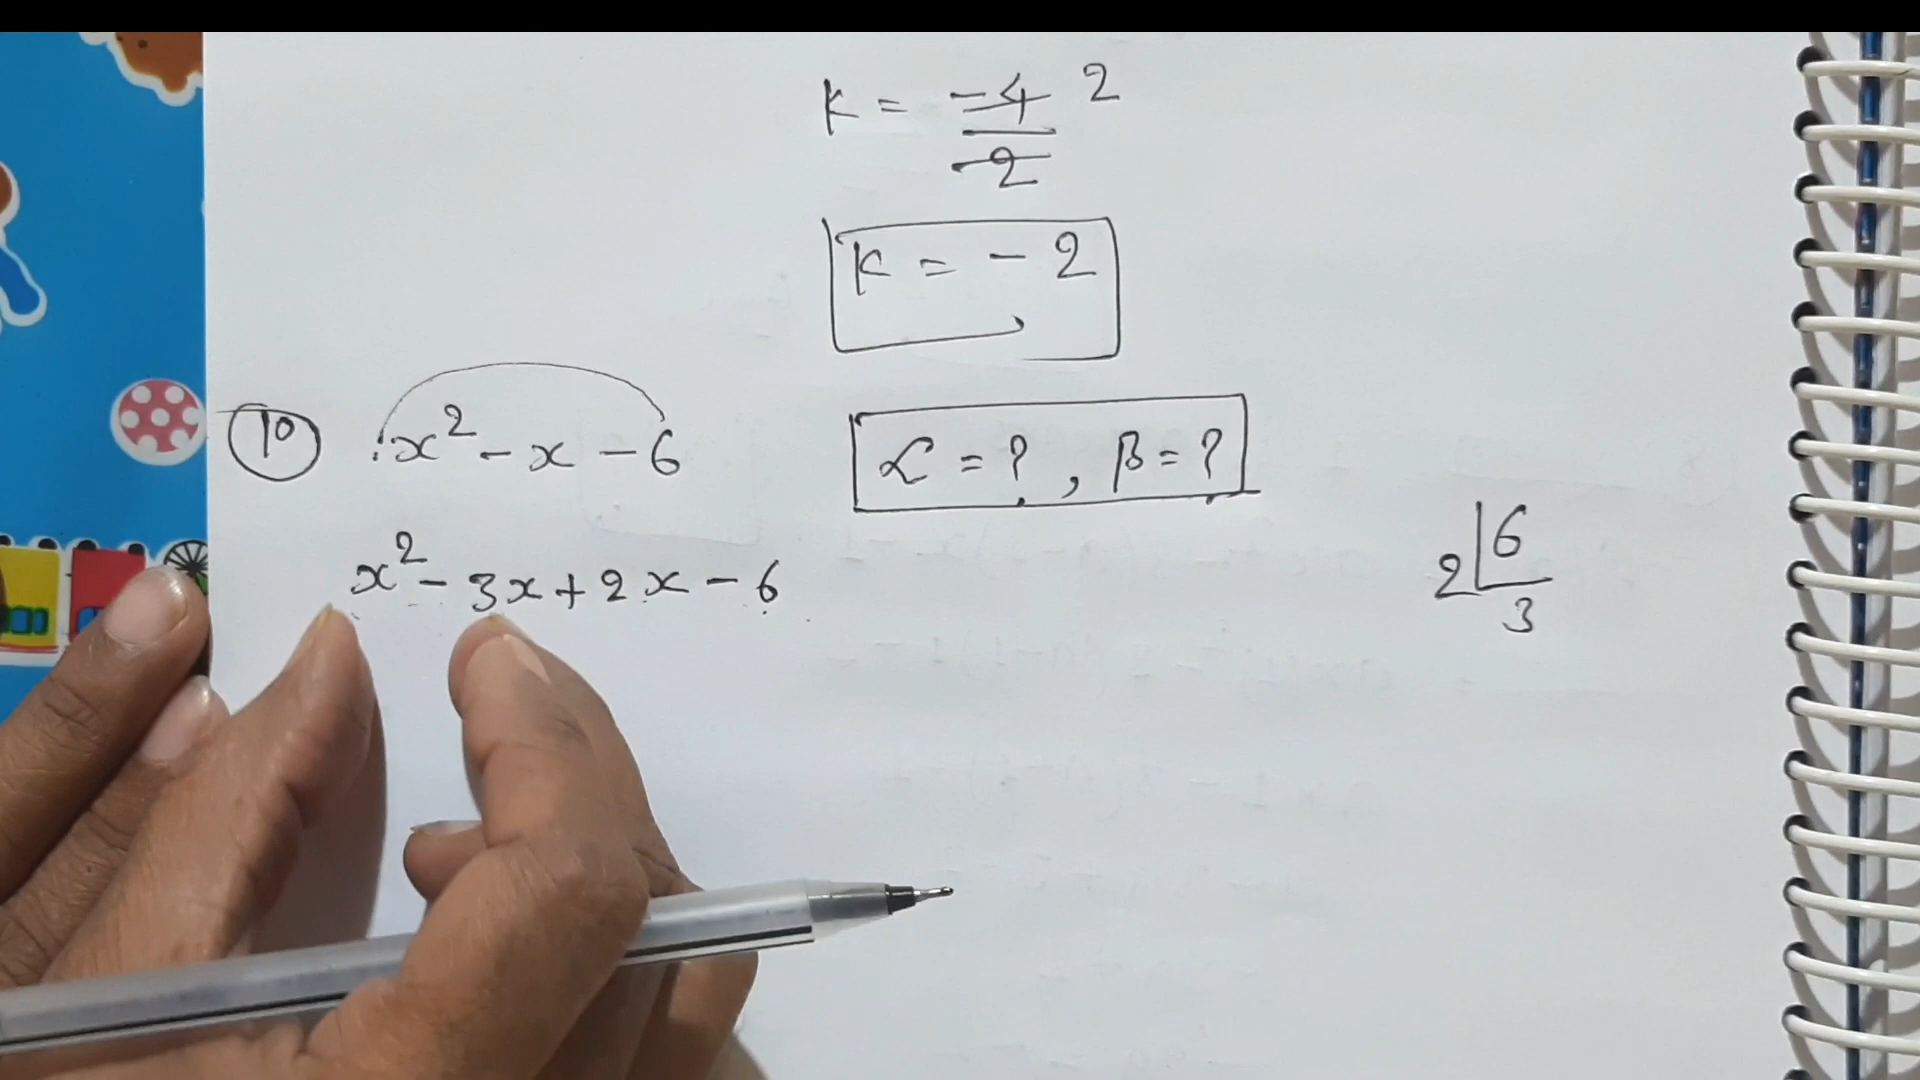 K = -4/2 2
K = - 2
10 x² - x - 6
α = ? , β = ?
x² - 3x + 2x - 6
2 | 6
3